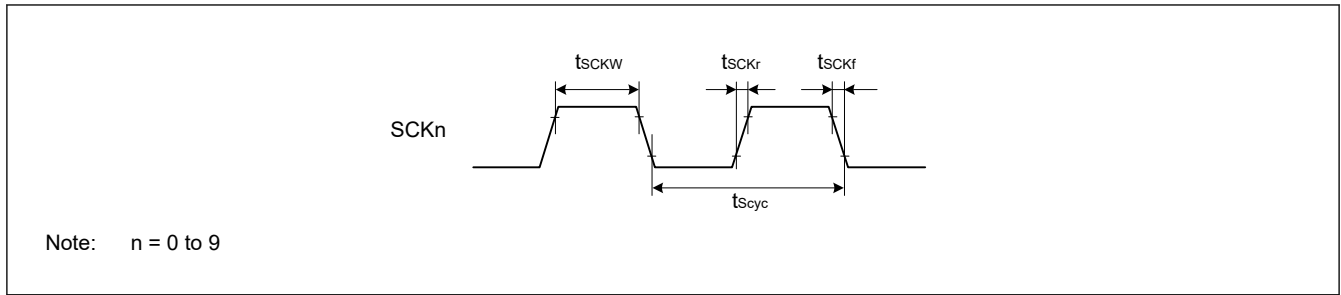 tSCKW tSCKr tSCKf
SCKn
tScyc
Note: n = 0 to 9